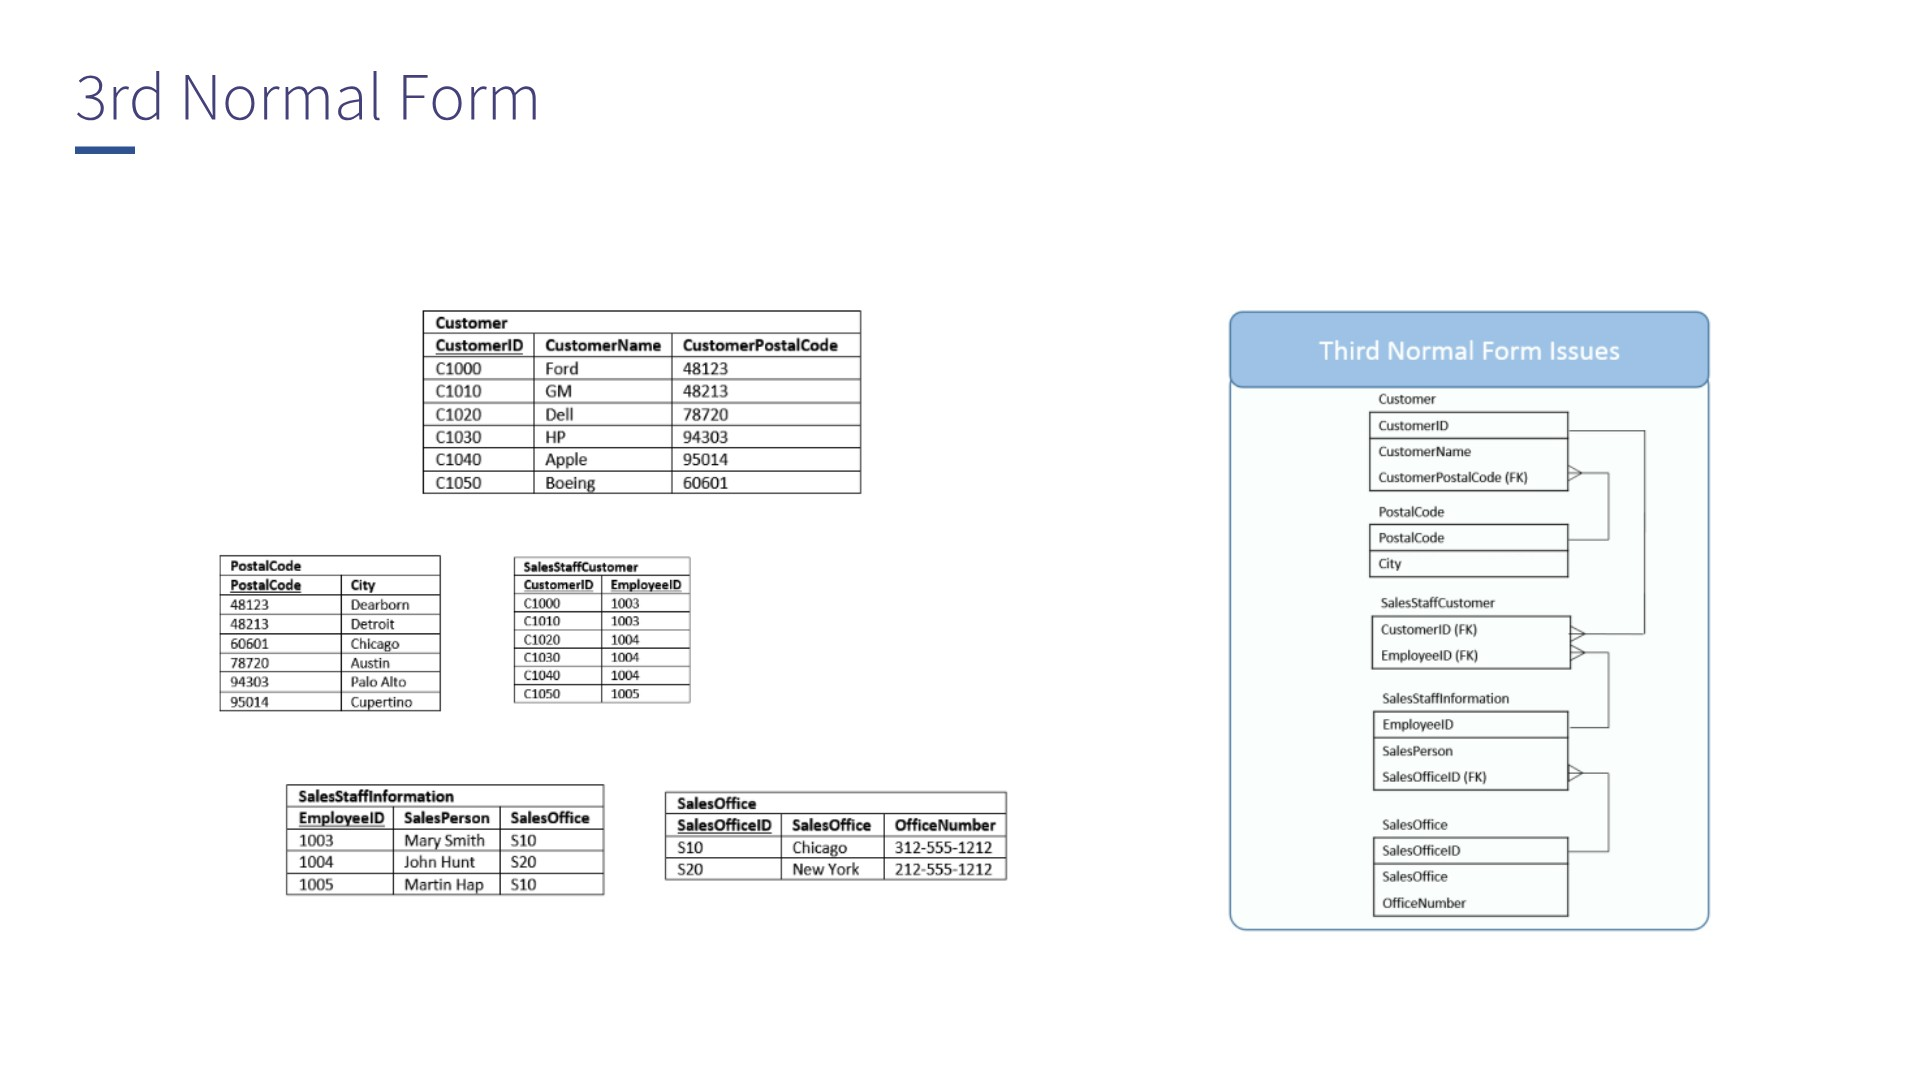 3rd Normal Form
Customer
CustomerID CustomerName CustomerPostalCode
C1000 Ford 48123
C1010 GM 48213
C1020 Dell 78720
C1030 HP 94303
C1040 Apple 95014
C1050 Boeing 60601
PostalCode
PostalCode City
48123 Dearborn
48213 Detroit
60601 Chicago
78720 Austin
94303 Palo Alto
95014 Cupertino
SalesStaffCustomer
CustomerID EmployeeID
C1000 1003
C1010 1003
C1020 1004
C1030 1004
C1040 1004
C1050 1005
SalesStaffInformation
EmployeeID SalesPerson SalesOffice
1003 Mary Smith S10
1004 John Hunt S20
1005 Martin Hap S10
SalesOffice
SalesOfficeID SalesOffice OfficeNumber
S10 Chicago 312-555-1212
S20 New York 212-555-1212
Third Normal Form Issues
Customer
CustomerID
CustomerName
CustomerPostalCode (FK)
PostalCode
PostalCode
City
SalesStaffCustomer
CustomerID (FK)
EmployeeID (FK)
SalesStaffInformation
EmployeeID
SalesPerson
SalesOfficeID (FK)
SalesOffice
SalesOfficeID
SalesOffice
OfficeNumber